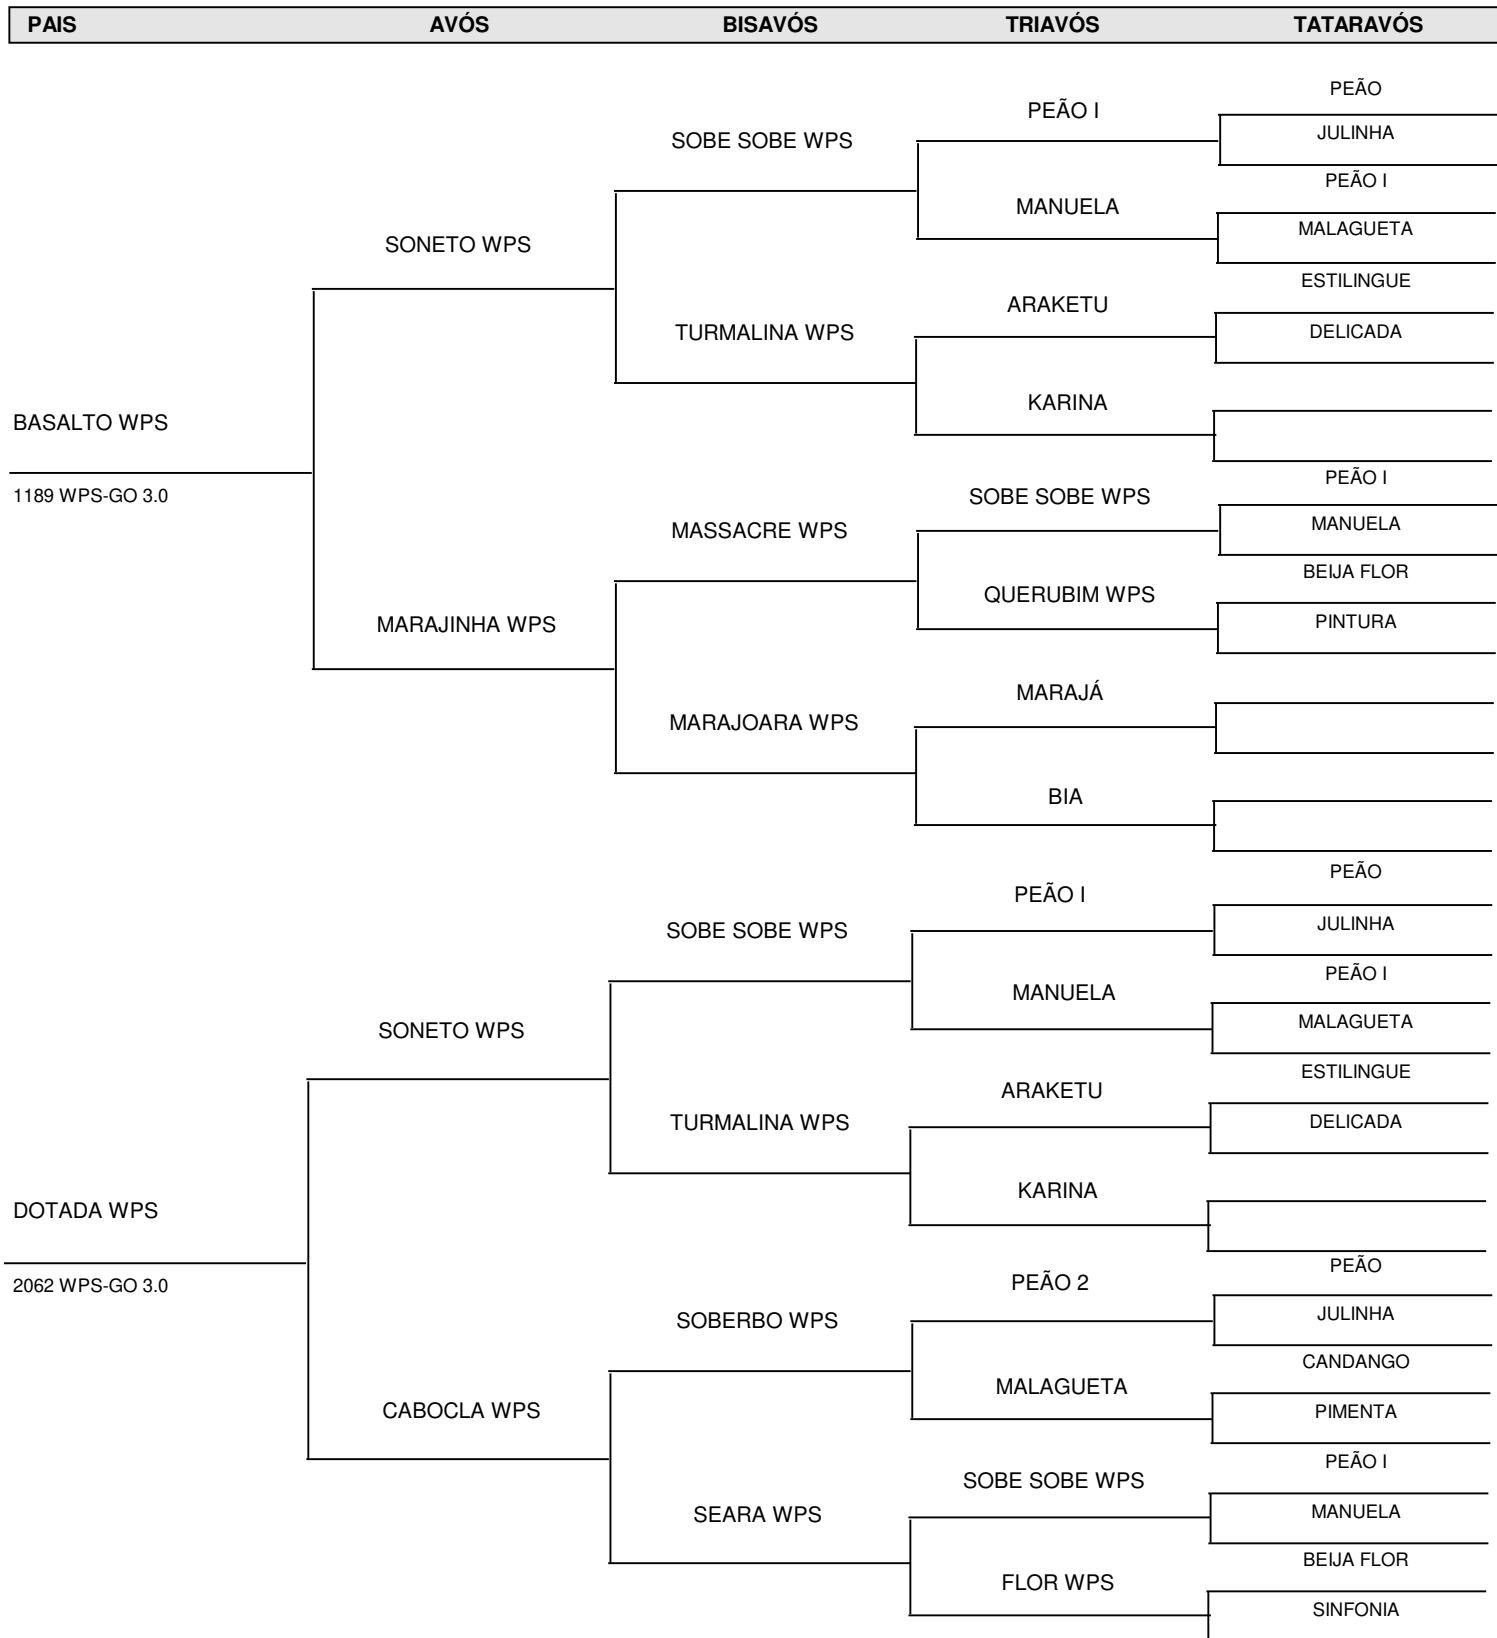 PAIS AVÓS BISAVÓS TRIAVÓS TATARAVÓS
PEÃO
PEÃO I
JULINHA
SOBE SOBE WPS
PEÃO I
MANUELA
MALAGUETA
SONETO WPS
ESTILINGUE
ARAKETU
TURMALINA WPS
DELICADA
KARINA
BASALTO WPS
PEÃO I
1189 WPS-GO 3.0
SOBE SOBE WPS
MASSACRE WPS
MANUELA
BEIJA FLOR
QUERUBIM WPS
MARAJINHA WPS
PINTURA
MARAJÁ
MARAJOARA WPS
BIA
PEÃO
PEÃO I
SOBE SOBE WPS
JULINHA
PEÃO I
MANUELA
SONETO WPS
MALAGUETA
ESTILINGUE
ARAKETU
TURMALINA WPS
DELICADA
KARINA
DOTADA WPS
PEÃO
2062 WPS-GO 3.0
PEÃO 2
SOBERBO WPS
JULINHA
CANDANGO
MALAGUETA
CABOCLA WPS
PIMENTA
PEÃO I
SOBE SOBE WPS
SEARA WPS
MANUELA
BEIJA FLOR
FLOR WPS
SINFONIA